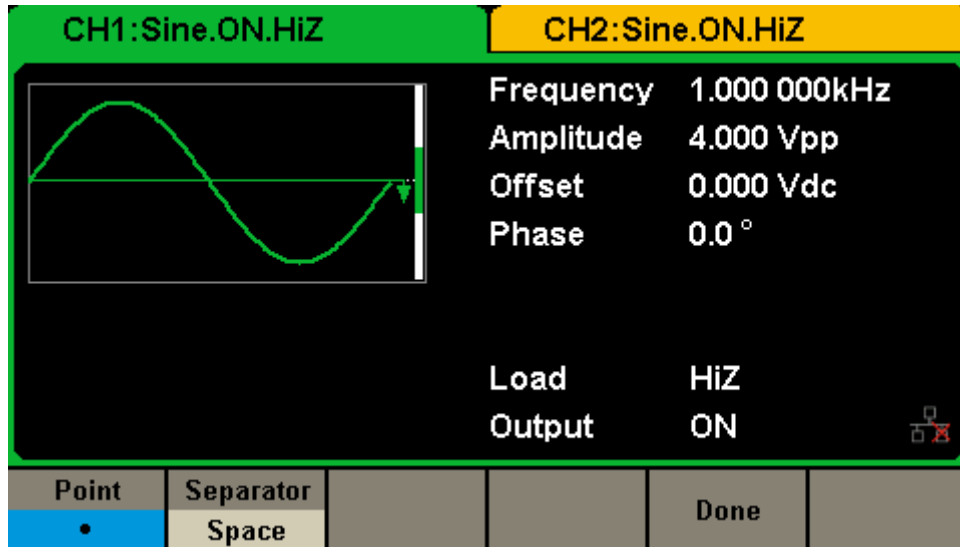 CH1:Sine.ON.HiZ
CH2:Sine.ON.HiZ
Frequency 1.000 000kHz
Amplitude 4.000 Vpp
Offset 0.000 Vdc
Phase 0.0 °
Load HiZ
Output ON
Point Separator
• Space
Done